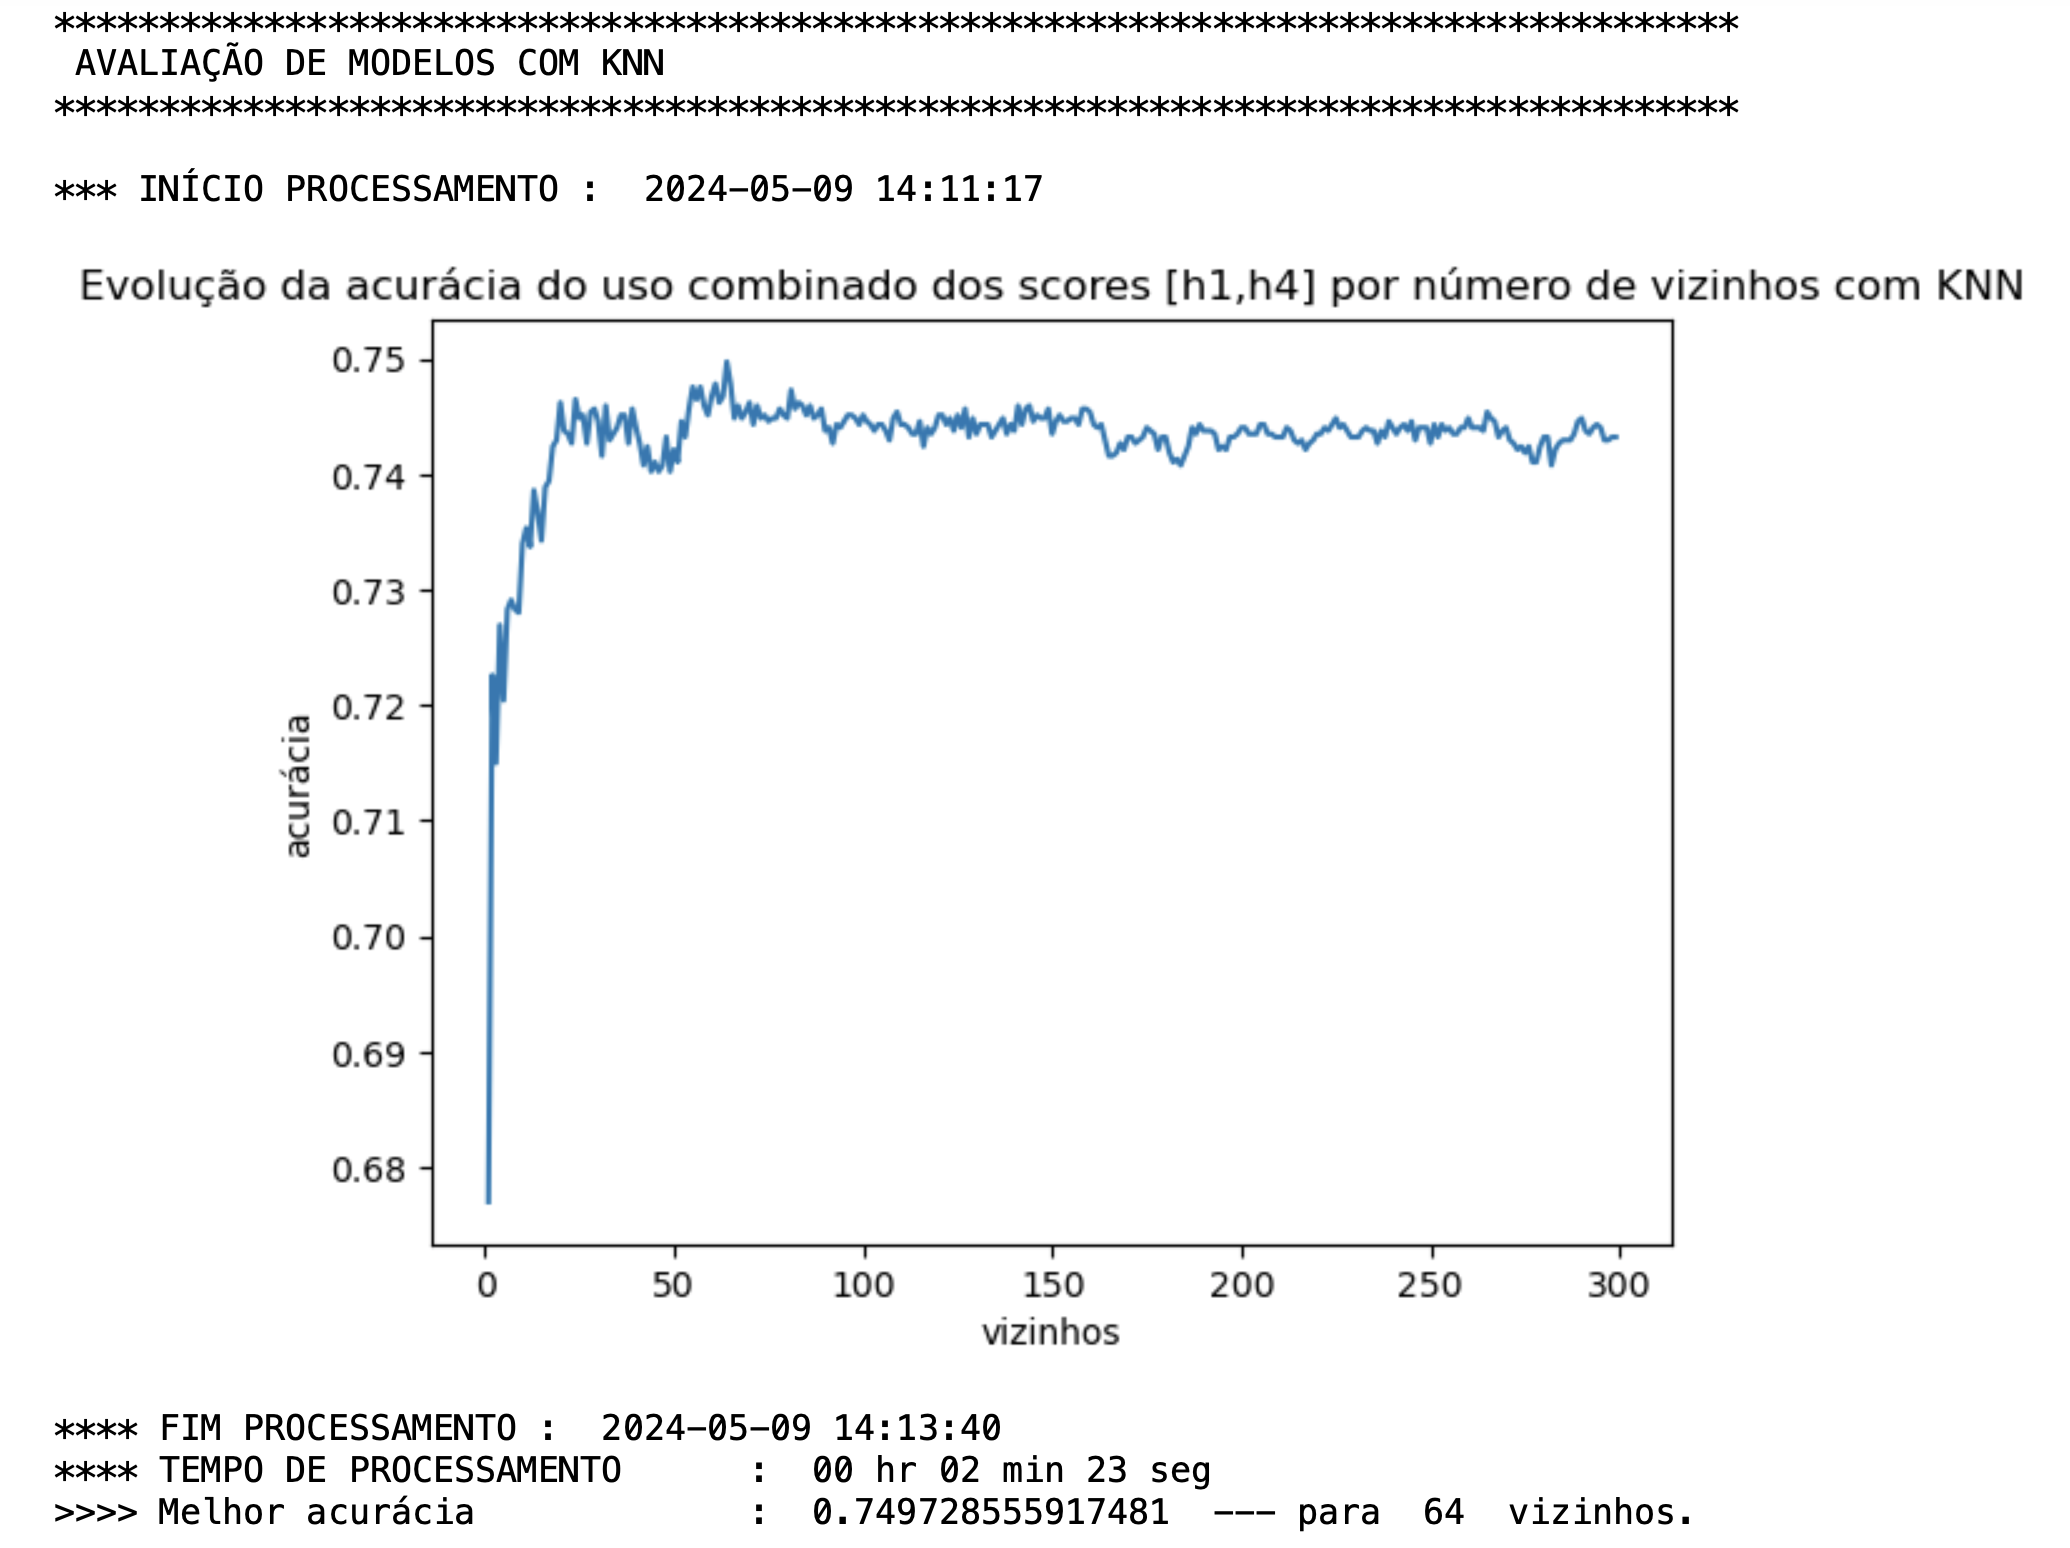 ********************************************************************************
AVALIAÇÃO DE MODELOS COM KNN
********************************************************************************
*** INÍCIO PROCESSAMENTO :  2024-05-09 14:11:17
Evolução da acurácia do uso combinado dos scores [h1,h4] por número de vizinhos com KNN
0.75
0.74
0.73
0.72
0.71
0.70
0.69
0.68
acurácia
0 50 100 150 200 250 300
vizinhos
**** FIM PROCESSAMENTO :  2024-05-09 14:13:40
**** TEMPO DE PROCESSAMENTO      :  00 hr 02 min 23 seg
>>>> Melhor acurácia             :  0.749728555917481  --- para  64  vizinhos.